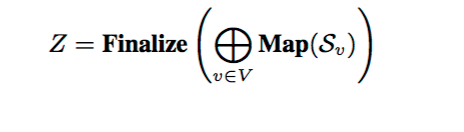 Z = Finalize ( ⊕_{v∈V} Map(𝒮_v) )